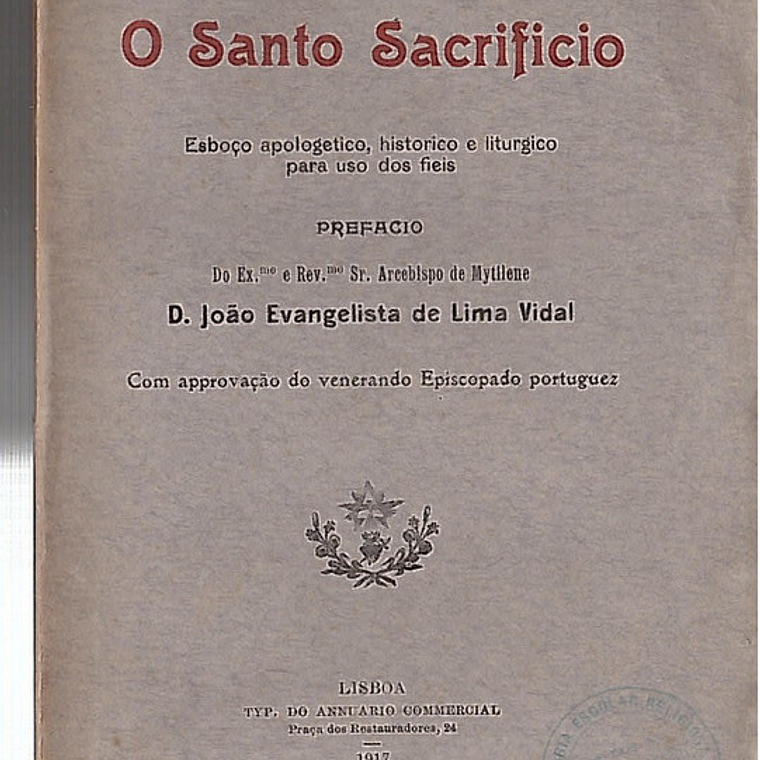 O Santo Sacrificio
Esboço apologetico, historico e liturgico
para uso dos fieis
PREFACIO
Do Ex.mo e Rev.mo Sr. Arcebispo de Mytilene
D. João Evangelista de Lima Vidal
Com approvação do venerando Episcopado portuguez
LISBOA
TYP. DO ANNUARIO COMMERCIAL
Praça dos Restauradores, 24
1917
ESCOLAR RELIGIOSA